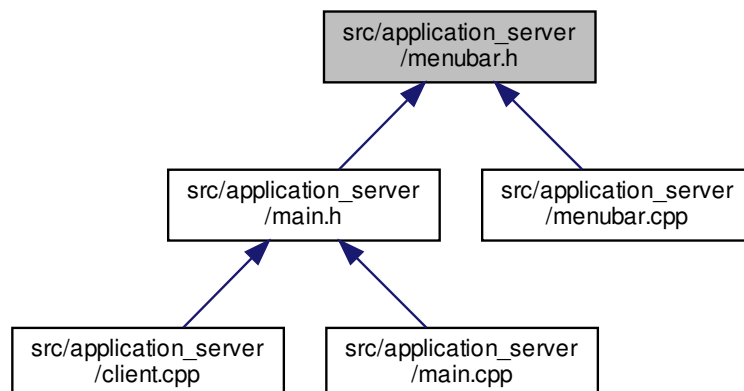 src/application_server
/menubar.h
src/application_server
/main.h
src/application_server
/menubar.cpp
src/application_server
/client.cpp
src/application_server
/main.cpp